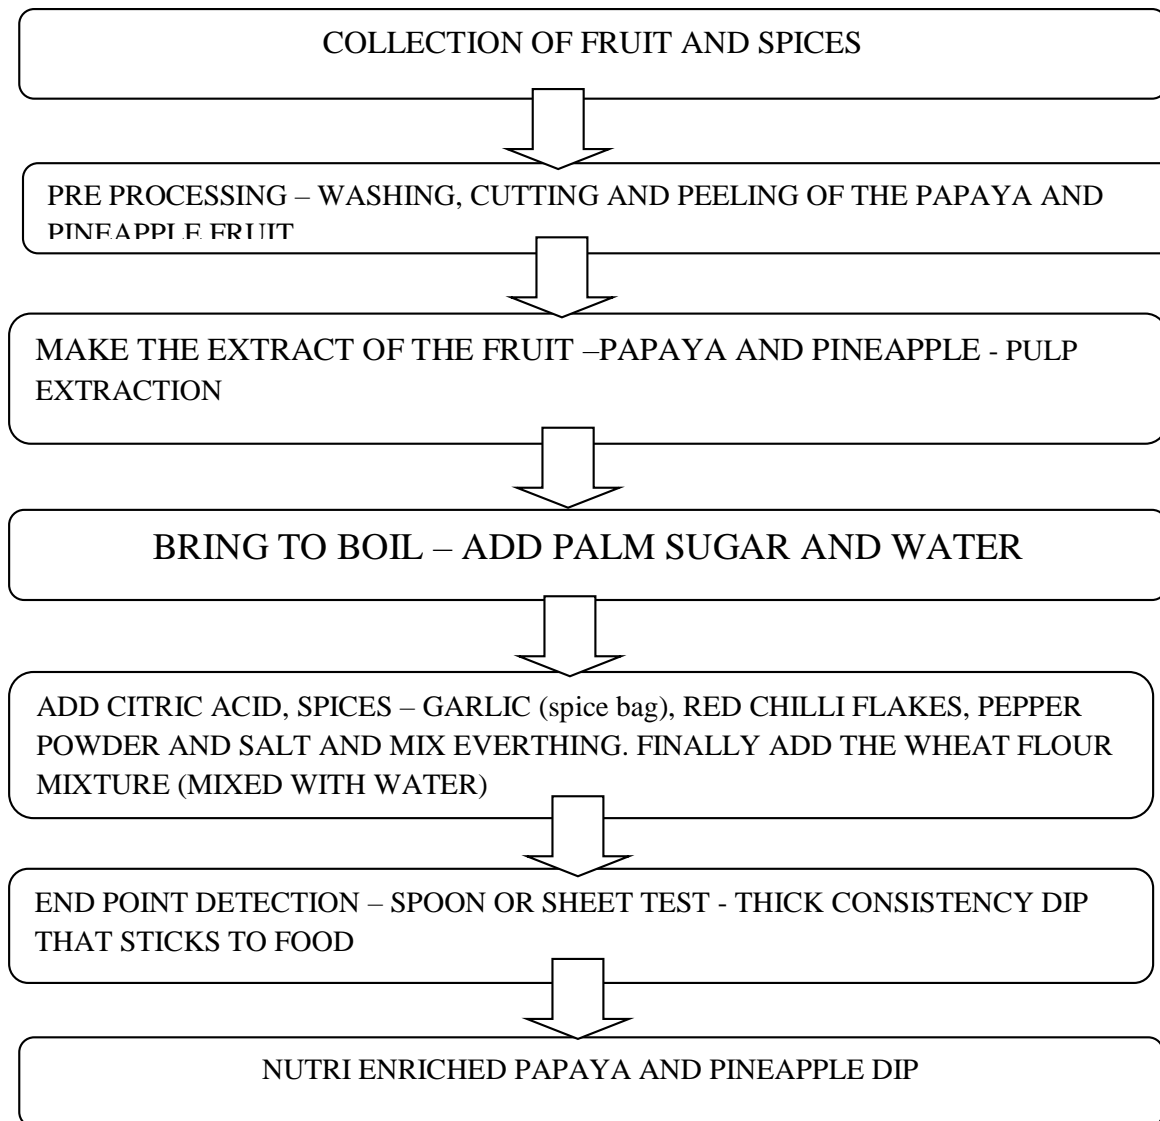 COLLECTION OF FRUIT AND SPICES
PRE PROCESSING – WASHING, CUTTING AND PEELING OF THE PAPAYA AND
PINEAPPLE FRUIT
MAKE THE EXTRACT OF THE FRUIT –PAPAYA AND PINEAPPLE - PULP
EXTRACTION
BRING TO BOIL – ADD PALM SUGAR AND WATER
ADD CITRIC ACID, SPICES – GARLIC (spice bag), RED CHILLI FLAKES, PEPPER
POWDER AND SALT AND MIX EVERTHING. FINALLY ADD THE WHEAT FLOUR
MIXTURE (MIXED WITH WATER)
END POINT DETECTION – SPOON OR SHEET TEST - THICK CONSISTENCY DIP
THAT STICKS TO FOOD
NUTRI ENRICHED PAPAYA AND PINEAPPLE DIP